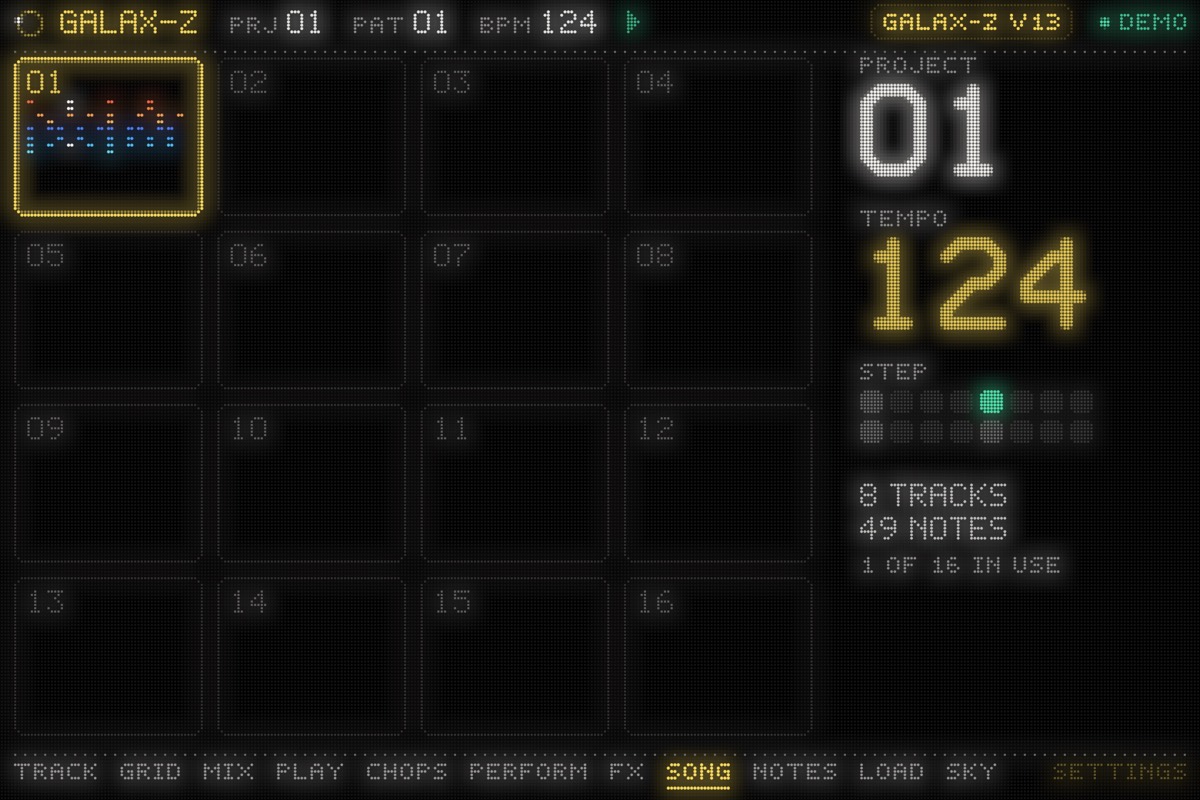 GALAX-Z PRJ 01 PAT 01 BPM 124 GALAX-Z V13 DEMO
01 02 03 04
PROJECT
01
TEMPO
124
05 06 07 08
STEP
09 10 11 12
8 TRACKS
49 NOTES
1 OF 16 IN USE
13 14 15 16
TRACK GRID MIX PLAY CHOPS PERFORM FX SONG NOTES LOAD SKY SETTINGS